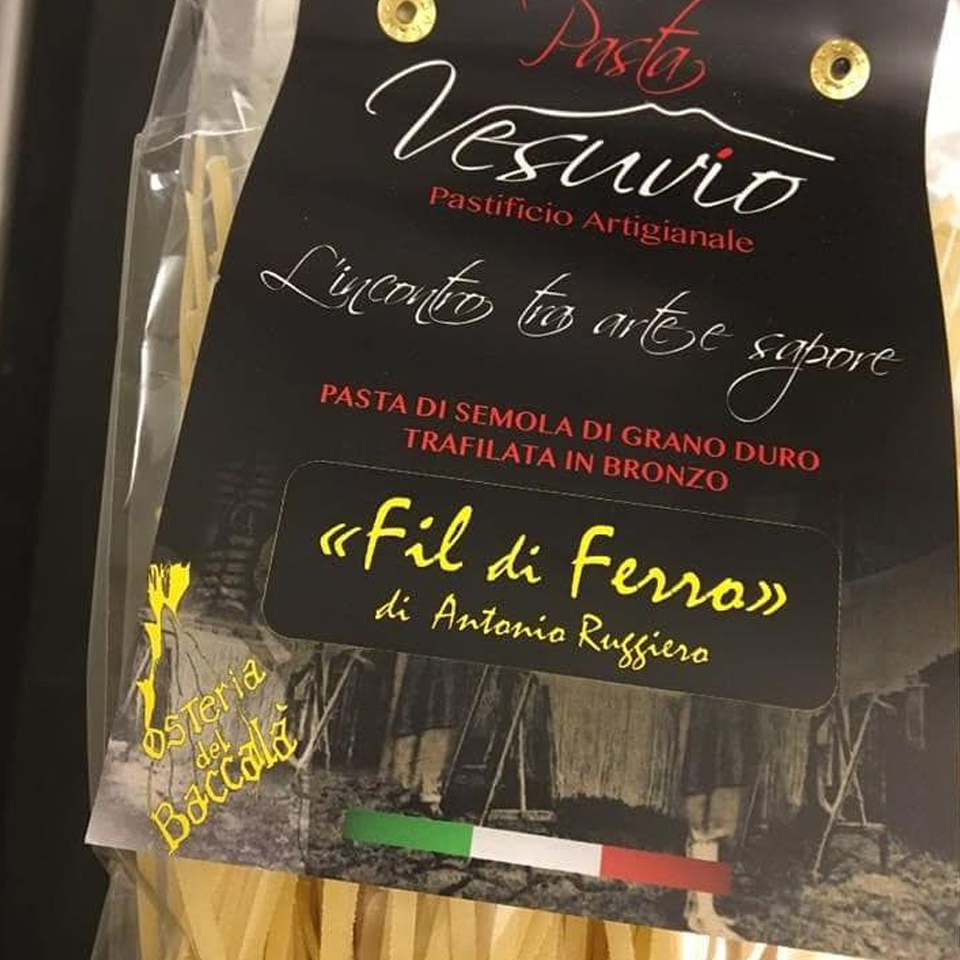 Pasta
Vesuvio
Pastificio Artigianale
L'incontro tra arte e sapore
PASTA DI SEMOLA DI GRANO DURO
TRAFILATA IN BRONZO
«Fil di Ferro»
di Antonio Ruggiero
Osteria
del
Baccalà